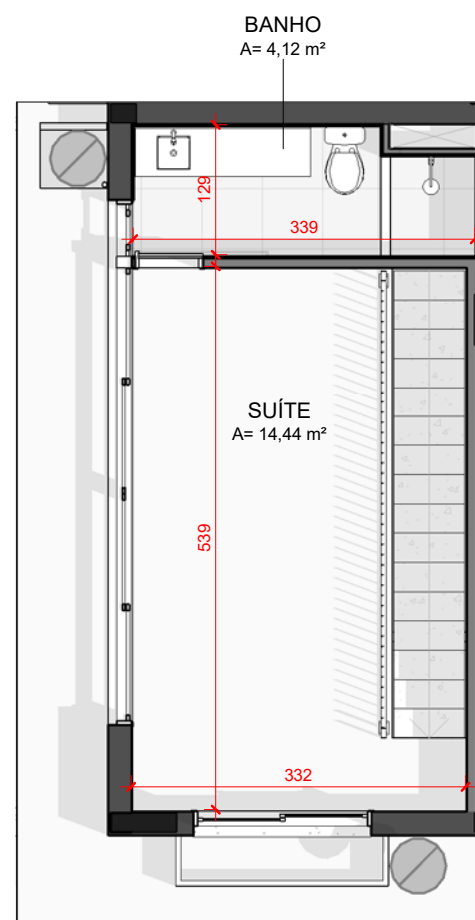 BANHO
A= 4,12 m²
129
339
SUÍTE
A= 14,44 m²
539
332